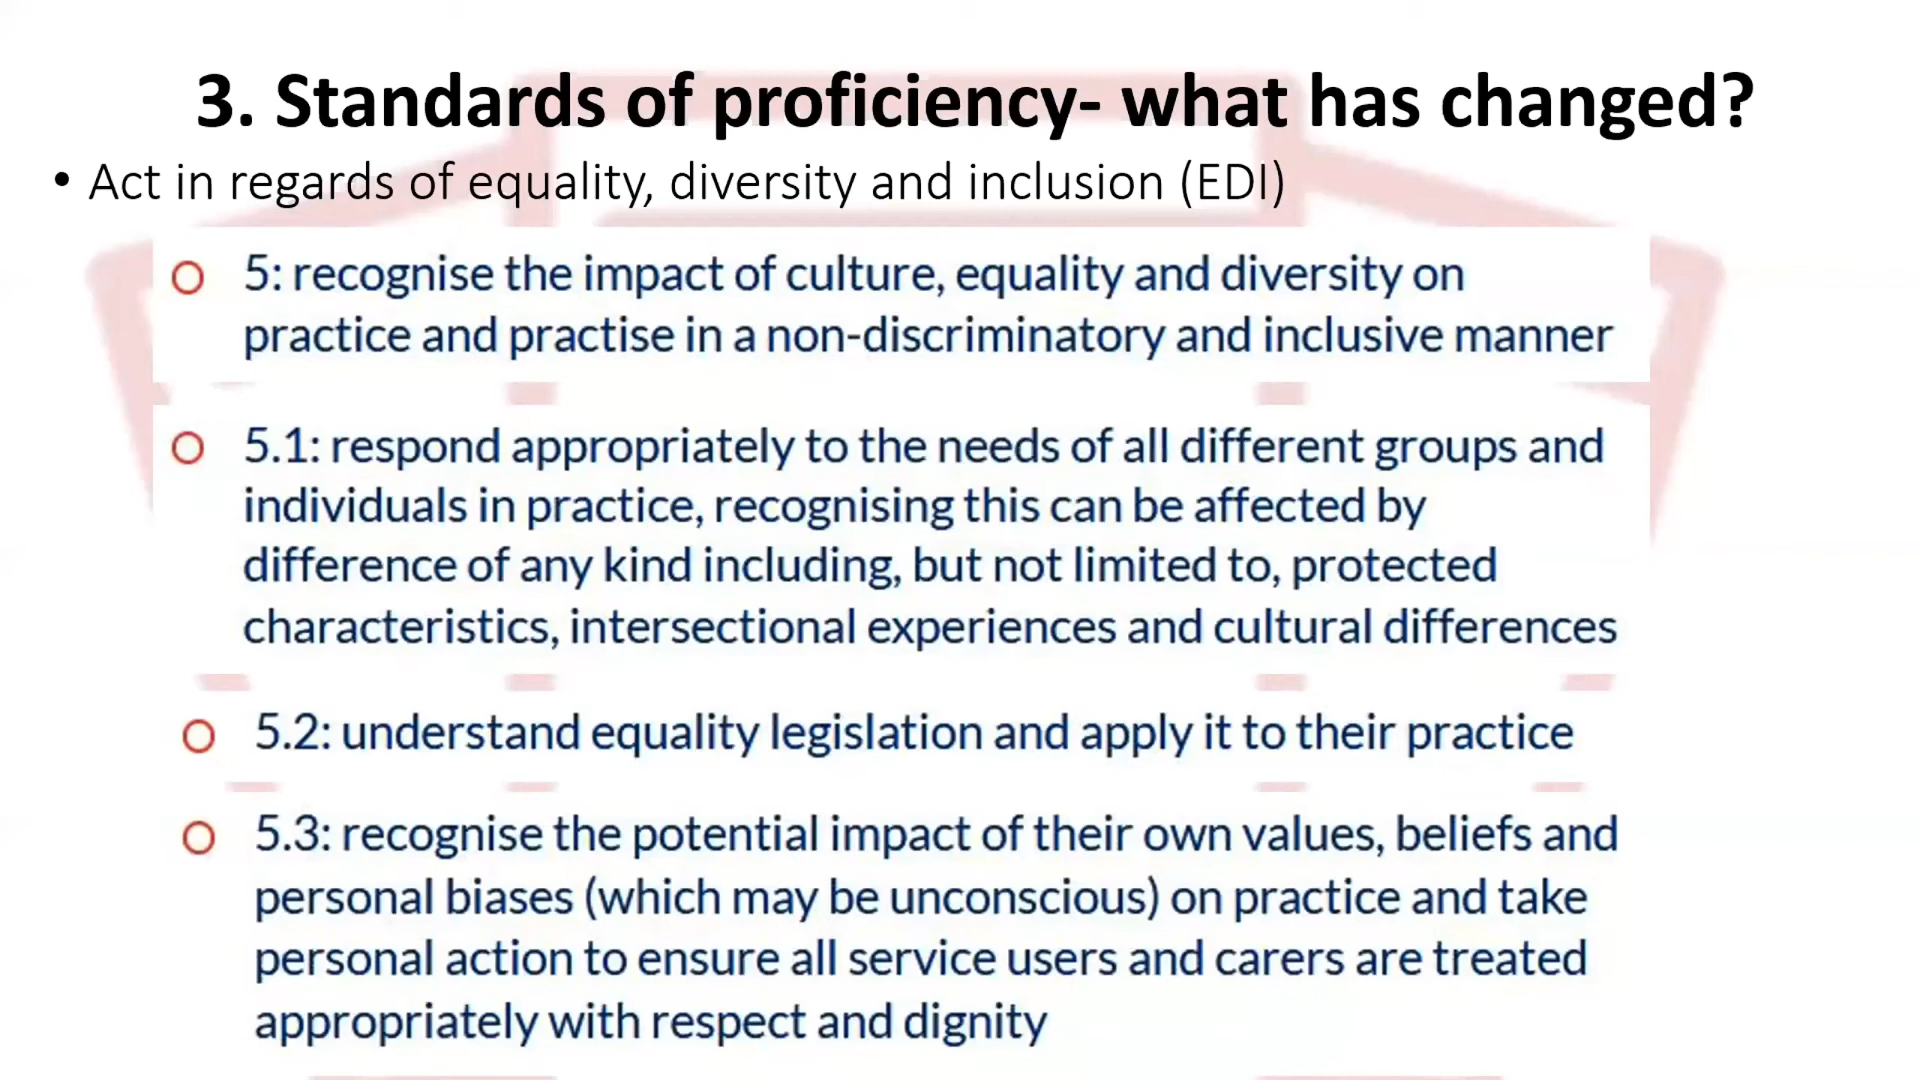 3. Standards of proficiency- what has changed?
• Act in regards of equality, diversity and inclusion (EDI)
5: recognise the impact of culture, equality and diversity on
practice and practise in a non-discriminatory and inclusive manner
5.1: respond appropriately to the needs of all different groups and
individuals in practice, recognising this can be affected by
difference of any kind including, but not limited to, protected
characteristics, intersectional experiences and cultural differences
5.2: understand equality legislation and apply it to their practice
5.3: recognise the potential impact of their own values, beliefs and
personal biases (which may be unconscious) on practice and take
personal action to ensure all service users and carers are treated
appropriately with respect and dignity